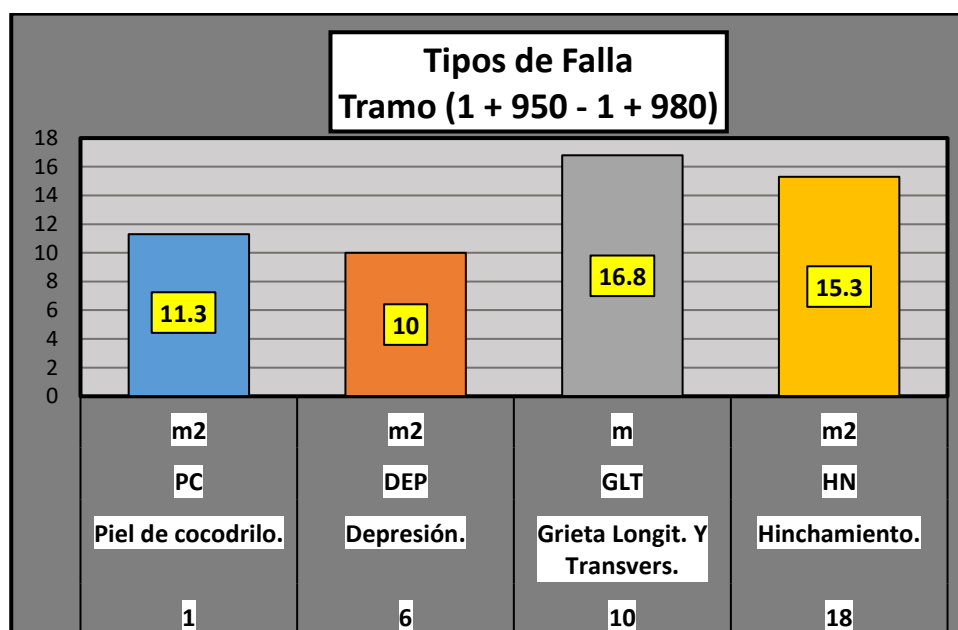 Tipos de Falla
Tramo (1 + 950 - 1 + 980)
18
16
14
12
10
8
6
4
2
0
11.3
10
16.8
15.3
m2 m2 m m2
PC DEP GLT HN
Piel de cocodrilo. Depresión. Grieta Longit. Y Hinchamiento.
Transvers.
1 6 10 18